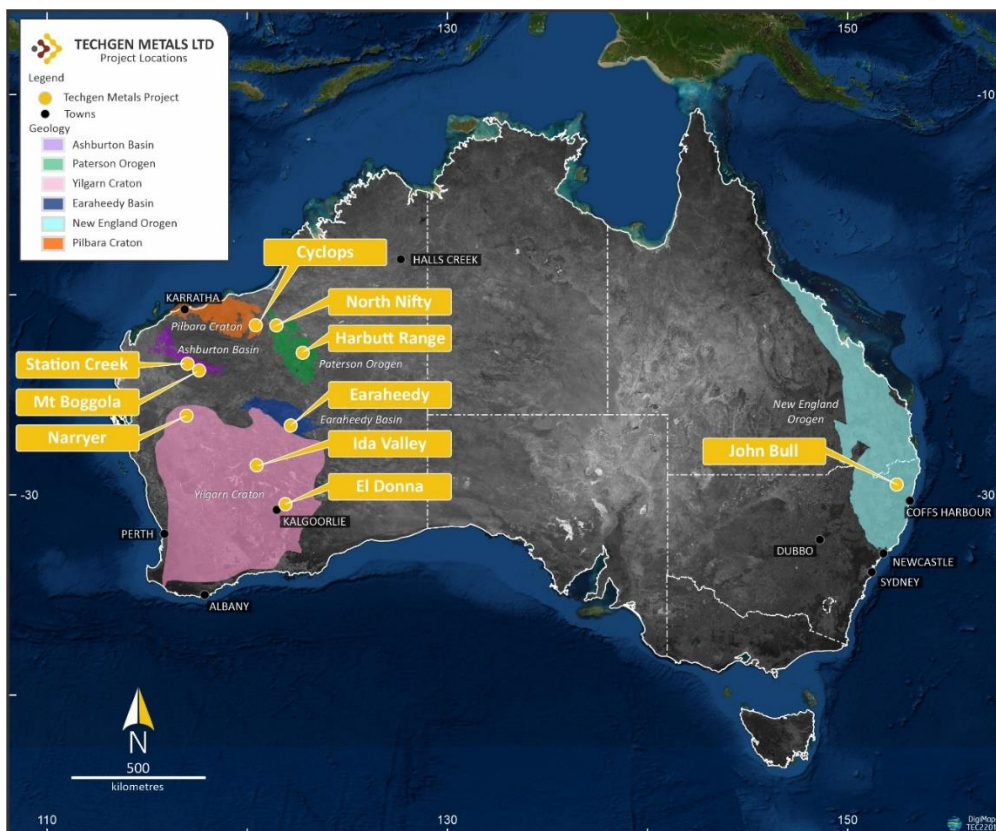 130
150
TECHGEN METALS LTD
Project Locations
Legend
Techgen Metals Project
Towns
Geology
Ashburton Basin
Paterson Orogen
Yilgarn Craton
Earaheedy Basin
New England Orogen
Pilbara Craton
-10
Cyclops
HALLS CREEK
KARRATHA
North Nifty
Pilbara Craton
Harbutt Range
Ashburton Basin
Station Creek
Paterson Orogen
Mt Boggola
Earaheedy
Narryer
Earaheedy Basin
New England
Orogen
Ida Valley
John Bull
El Donna
Yilgarn Craton
-30
-30
KALGOORLIE
COFFS HARBOUR
PERTH
DUBBO
NEWCASTLE
SYDNEY
ALBANY
N
500
kilometres
110
130
150
DigiMap
TEC2201